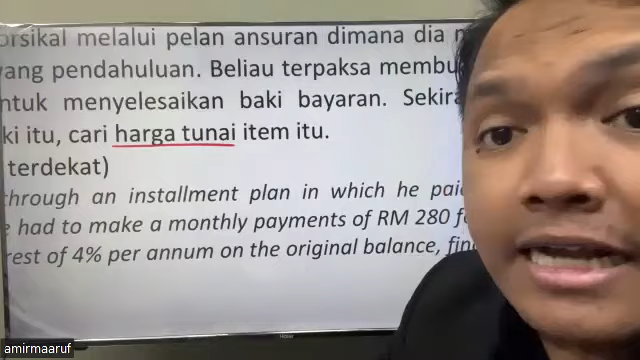 orsikal melalui pelan ansuran dimana dia
yang pendahuluan. Beliau terpaksa membu
ntuk menyelesaikan baki bayaran. Sekira
ki itu, cari harga tunai item itu.
terdekat)
through an installment plan in which he paid
e had to make a monthly payments of RM 280 f
rest of 4% per annum on the original balance, fin
amirmaaruf